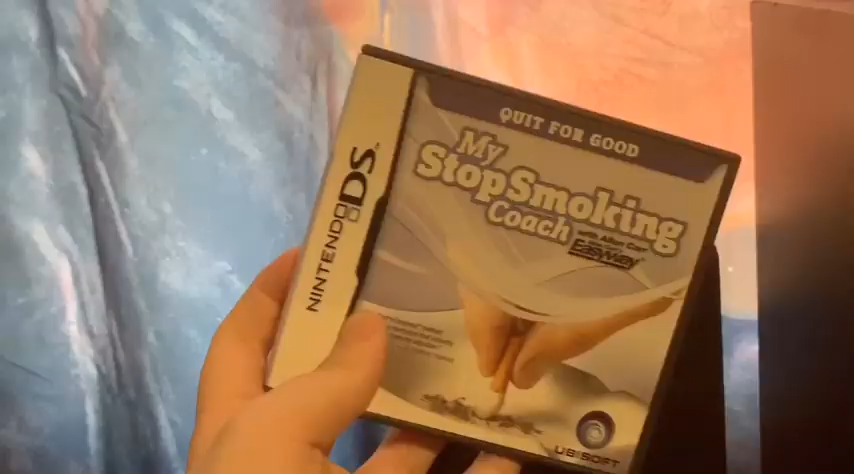 NINTENDO DS
QUIT FOR GOOD
My
StopSmoking
Coach
with Allen Carr
Easyway
UBISOFT